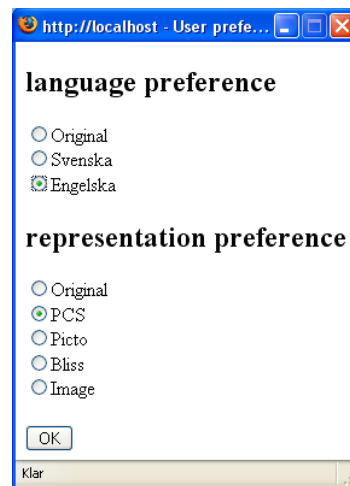 http://localhost - User prefe...
language preference
Original
Svenska
Engelska
representation preference
Original
PCS
Picto
Bliss
Image
OK
Klar